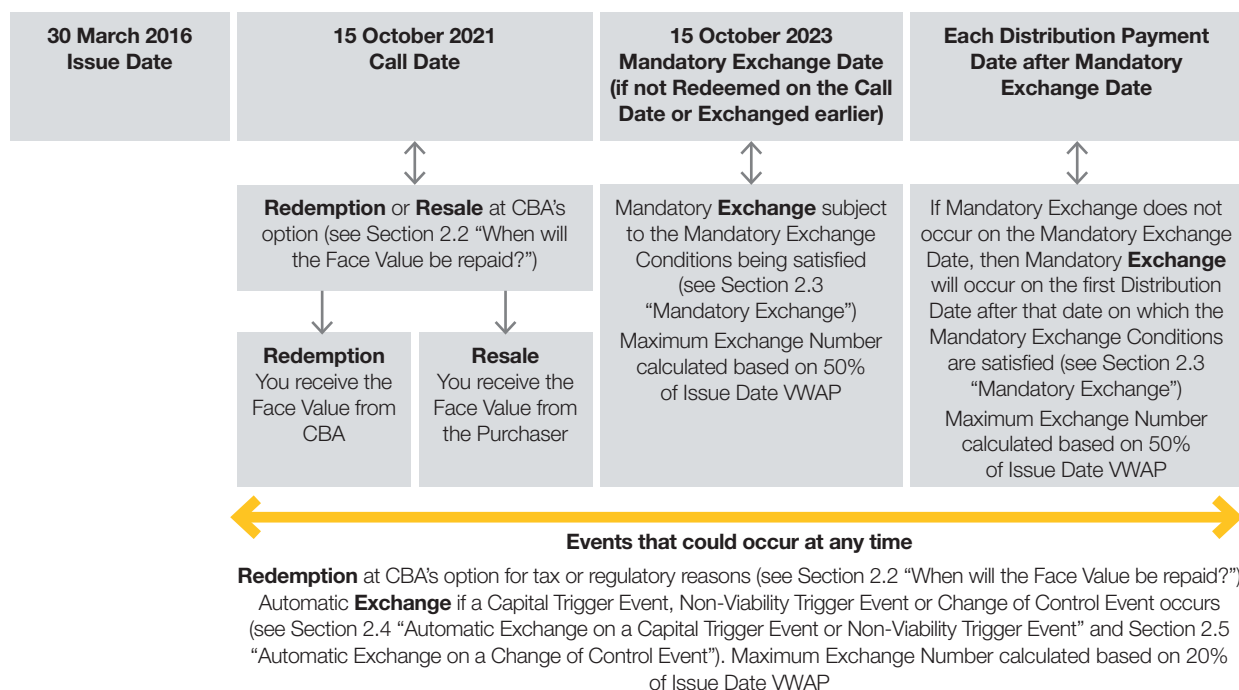 30 March 2016
Issue Date
15 October 2021
Call Date
15 October 2023
Mandatory Exchange Date
(if not Redeemed on the Call
Date or Exchanged earlier)
Each Distribution Payment
Date after Mandatory
Exchange Date
Redemption or Resale at CBA’s
option (see Section 2.2 “When will
the Face Value be repaid?”)
Redemption
You receive the
Face Value from
CBA
Resale
You receive the
Face Value from
the Purchaser
Mandatory Exchange subject
to the Mandatory Exchange
Conditions being satisfied
(see Section 2.3
“Mandatory Exchange”)
Maximum Exchange Number
calculated based on 50%
of Issue Date VWAP
If Mandatory Exchange does not
occur on the Mandatory Exchange
Date, then Mandatory Exchange
will occur on the first Distribution
Date after that date on which the
Mandatory Exchange Conditions
are satisfied (see Section 2.3
“Mandatory Exchange”)
Maximum Exchange Number
calculated based on 50%
of Issue Date VWAP
Events that could occur at any time
Redemption at CBA’s option for tax or regulatory reasons (see Section 2.2 “When will the Face Value be repaid?”)
Automatic Exchange if a Capital Trigger Event, Non-Viability Trigger Event or Change of Control Event occurs
(see Section 2.4 “Automatic Exchange on a Capital Trigger Event or Non-Viability Trigger Event” and Section 2.5
“Automatic Exchange on a Change of Control Event”). Maximum Exchange Number calculated based on 20%
of Issue Date VWAP